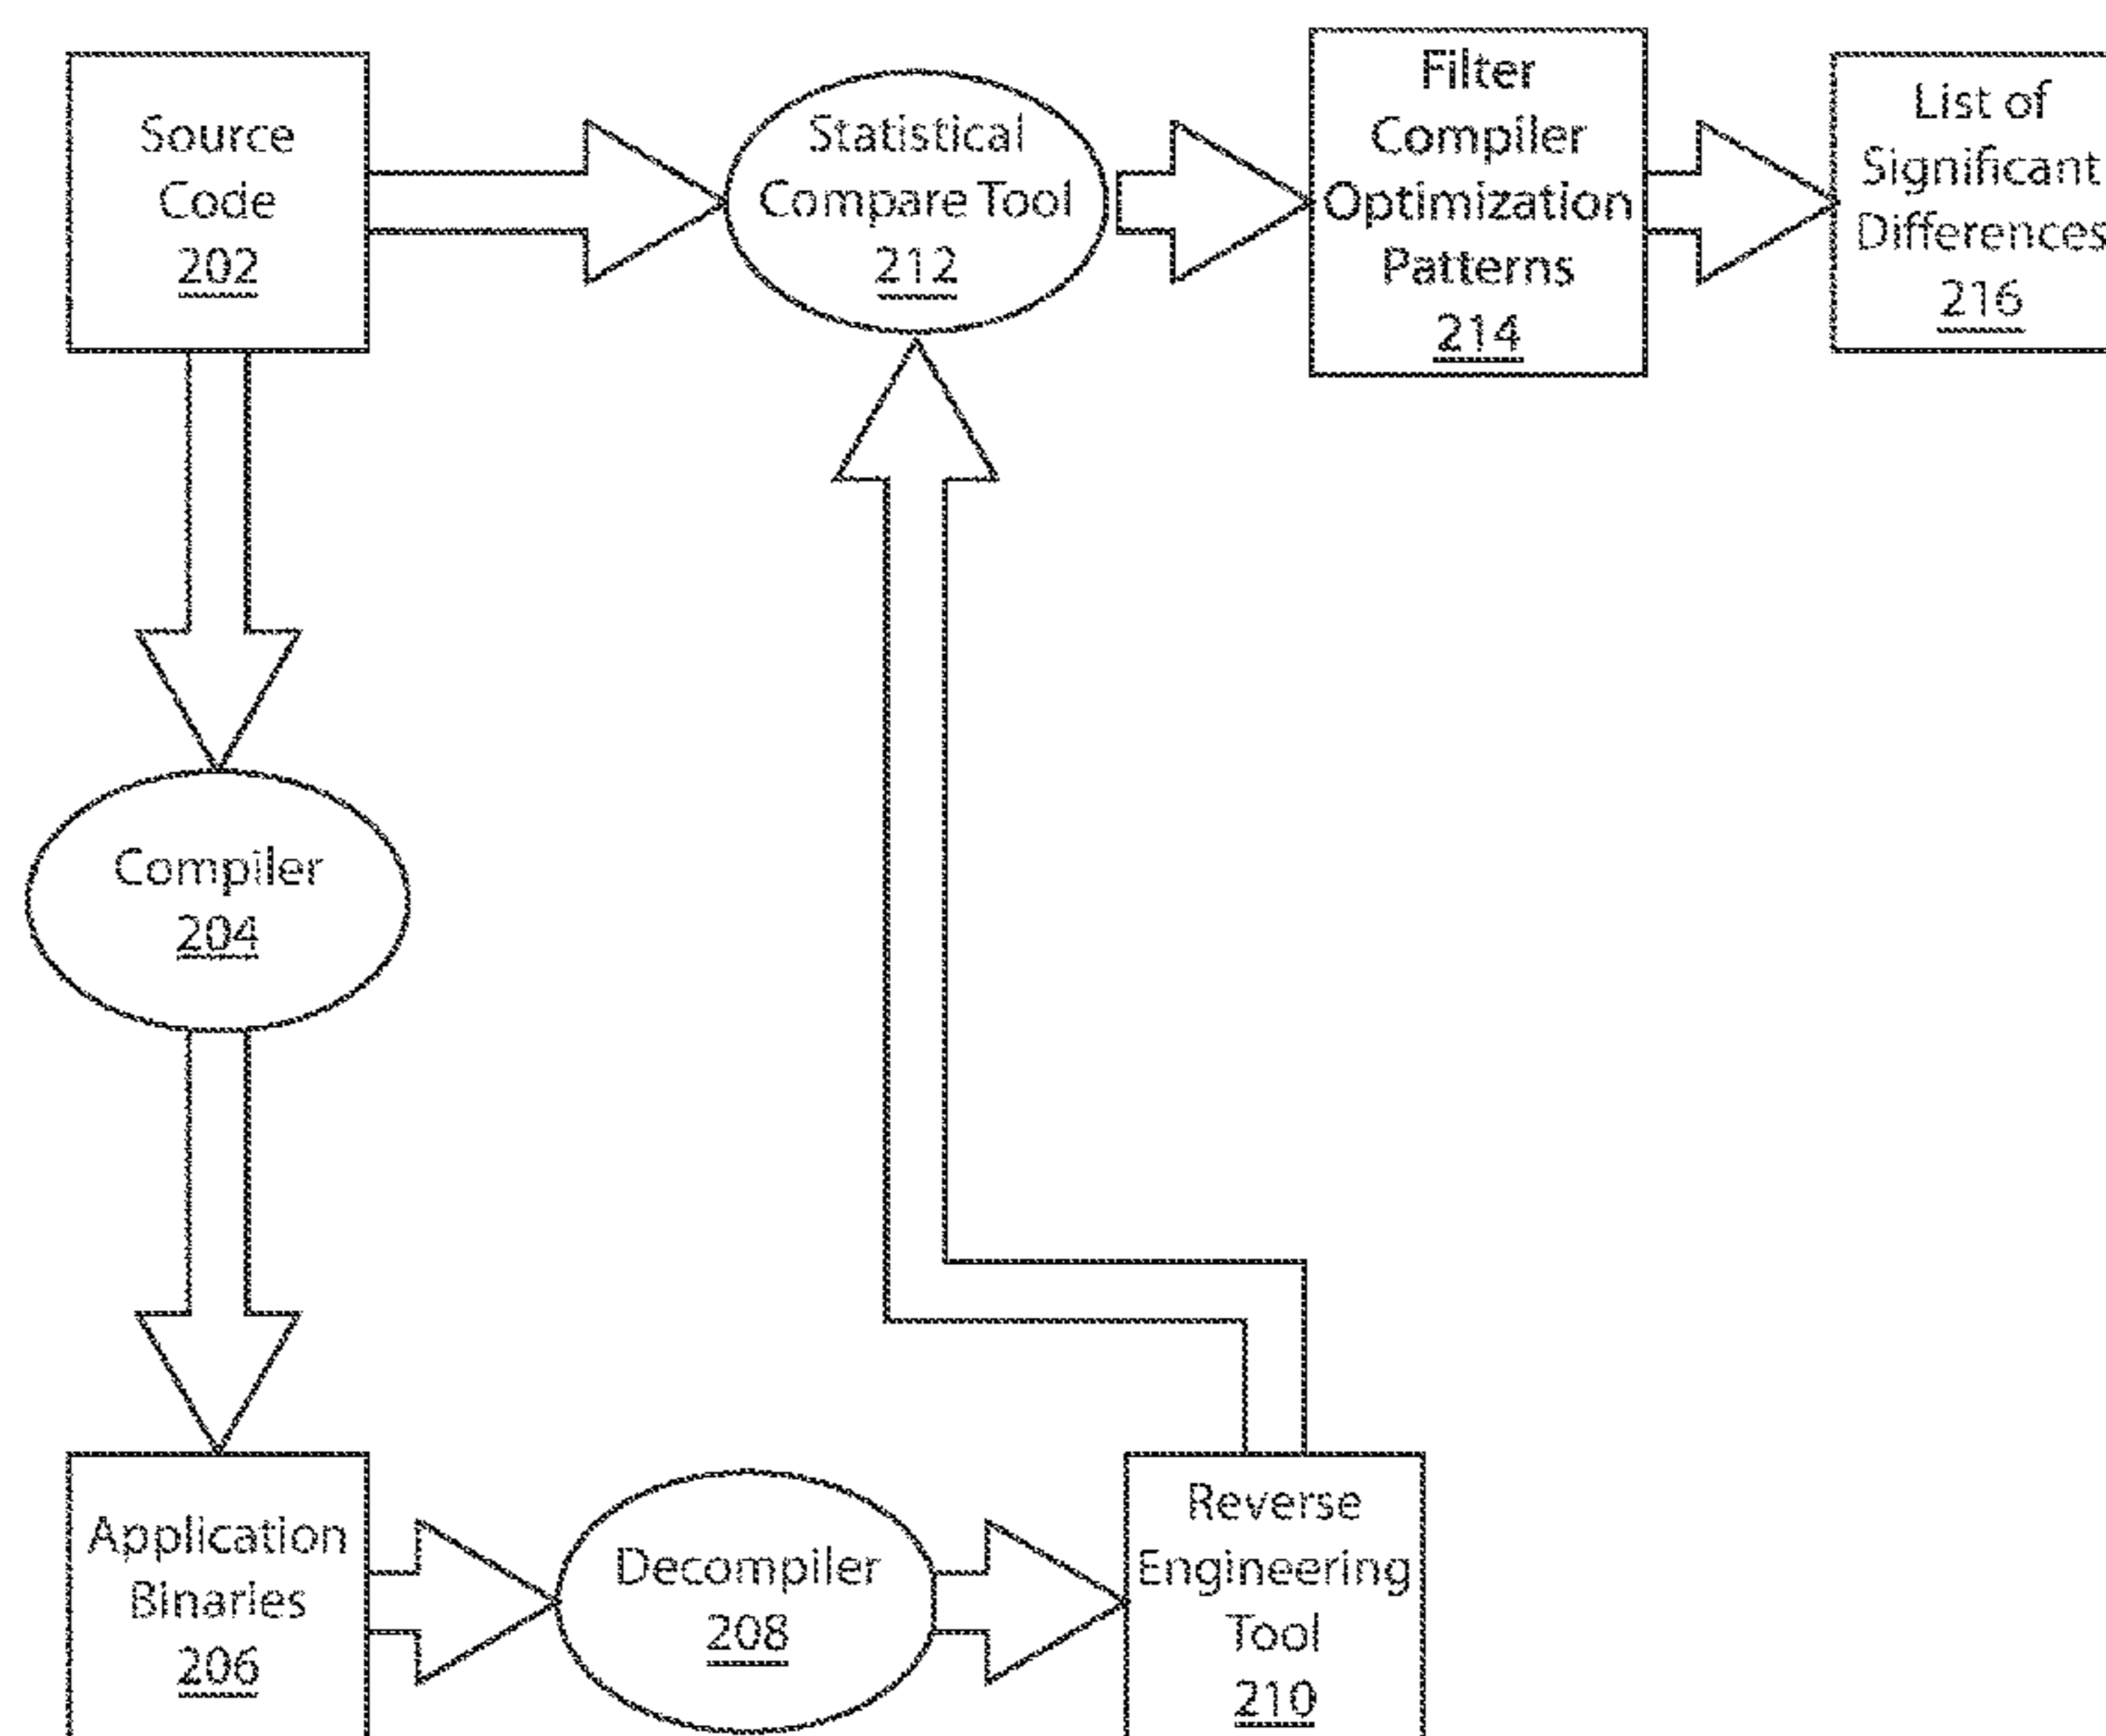 Source
Code
202
Statistical
Compare Tool
212
Filter
Compiler
Optimization
Patterns
214
List of
Significant
Differences
216
Compiler
204
Application
Binaries
206
Decompiler
208
Reverse
Engineering
Tool
210